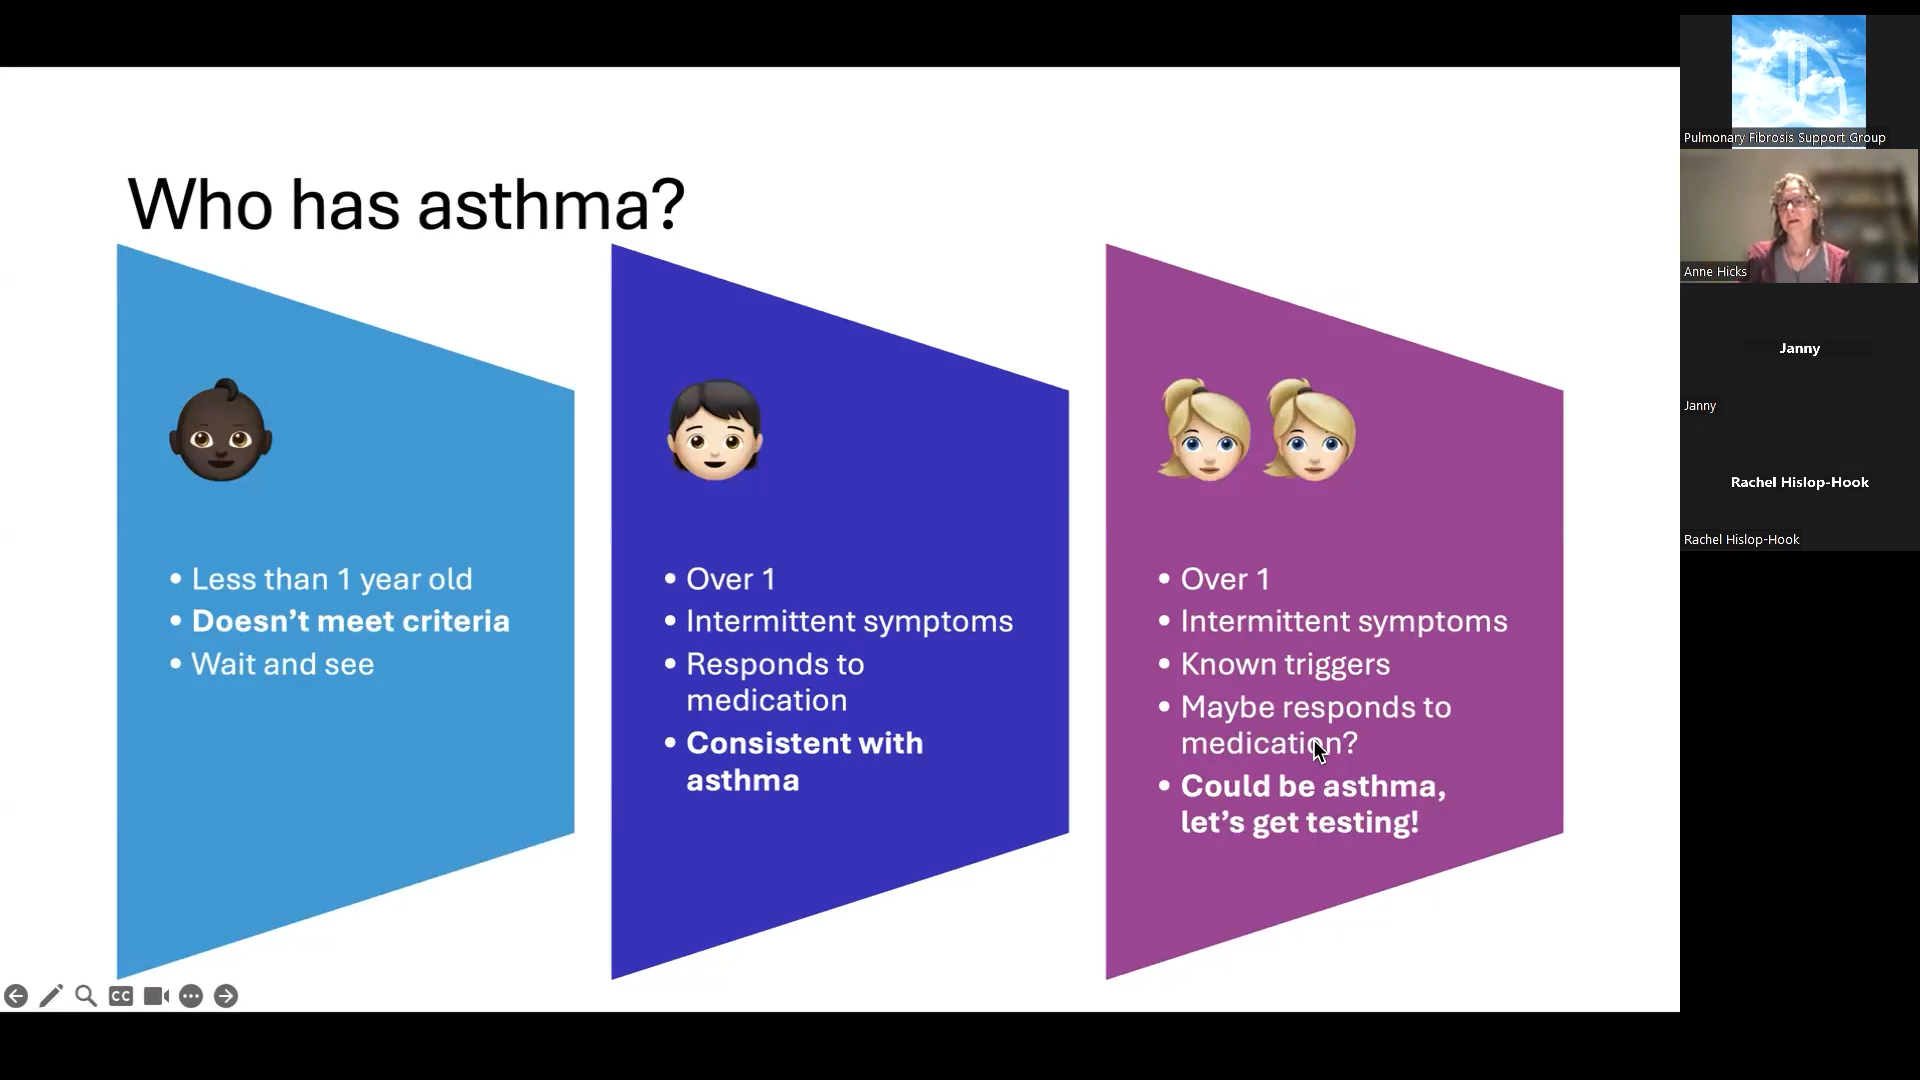 Who has asthma?
• Less than 1 year old
• Doesn’t meet criteria
• Wait and see
• Over 1
• Intermittent symptoms
• Responds to
medication
• Consistent with
asthma
• Over 1
• Intermittent symptoms
• Known triggers
• Maybe responds to
medication?
• Could be asthma,
let’s get testing!
CC
Pulmonary Fibrosis Support Group
Anne Hicks
Janny
Janny
Rachel Hislop-Hook
Rachel Hislop-Hook